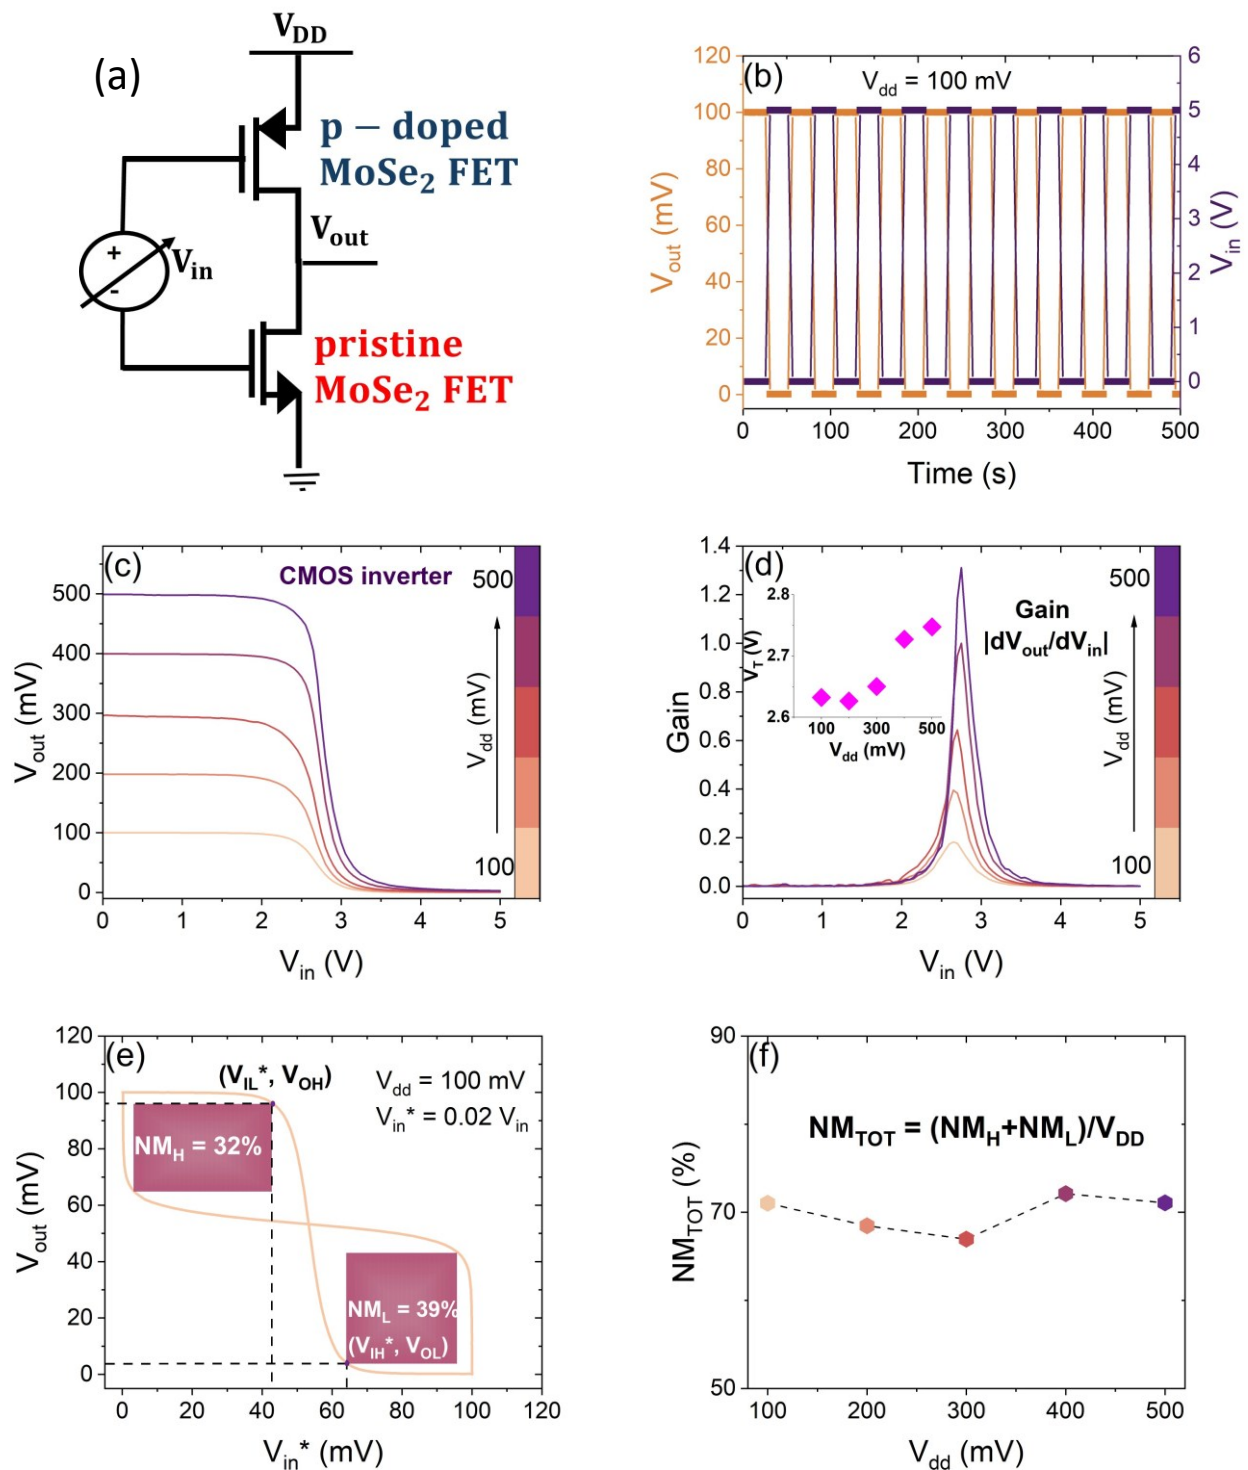 (a)
V_DD
p – doped
MoSe₂ FET
V_out
+
V_in
-
pristine
MoSe₂ FET
(b)
V_dd = 100 mV
120
100
80
60
40
20
0
V_out (mV)
6
5
4
3
2
1
0
V_in (V)
0 100 200 300 400 500
Time (s)
(c)
CMOS inverter
500
400
300
200
100
0
V_out (mV)
500
V_dd (mV)
100
0 1 2 3 4 5
V_in (V)
(d)
1.4
1.2
1.0
0.8
0.6
0.4
0.2
0.0
Gain
2.8
2.7
2.6
V_T (V)
100 300 500
V_dd (mV)
Gain
|dV_out/dV_in|
500
V_dd (mV)
100
0 1 2 3 4 5
V_in (V)
(e)
120
100
80
60
40
20
0
V_out (mV)
(V_IL*, V_OH)
V_dd = 100 mV
V_in* = 0.02 V_in
NM_H = 32%
NM_L = 39%
(V_IH*, V_OL)
0 20 40 60 80 100 120
V_in* (mV)
(f)
90
70
50
NM_TOT (%)
NM_TOT = (NM_H+NM_L)/V_DD
100 200 300 400 500
V_dd (mV)